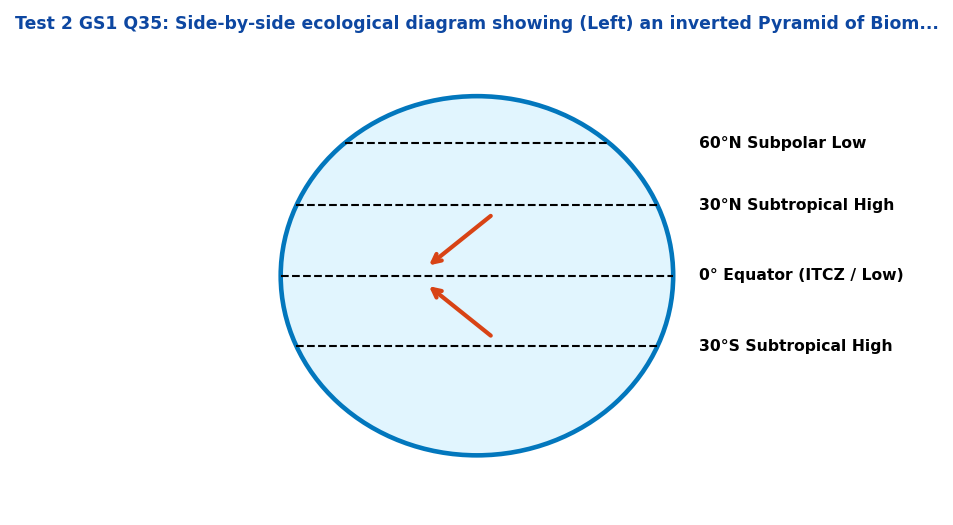 Test 2 GS1 Q35: Side-by-side ecological diagram showing (Left) an inverted Pyramid of Biom...
60°N Subpolar Low
30°N Subtropical High
0° Equator (ITCZ / Low)
30°S Subtropical High